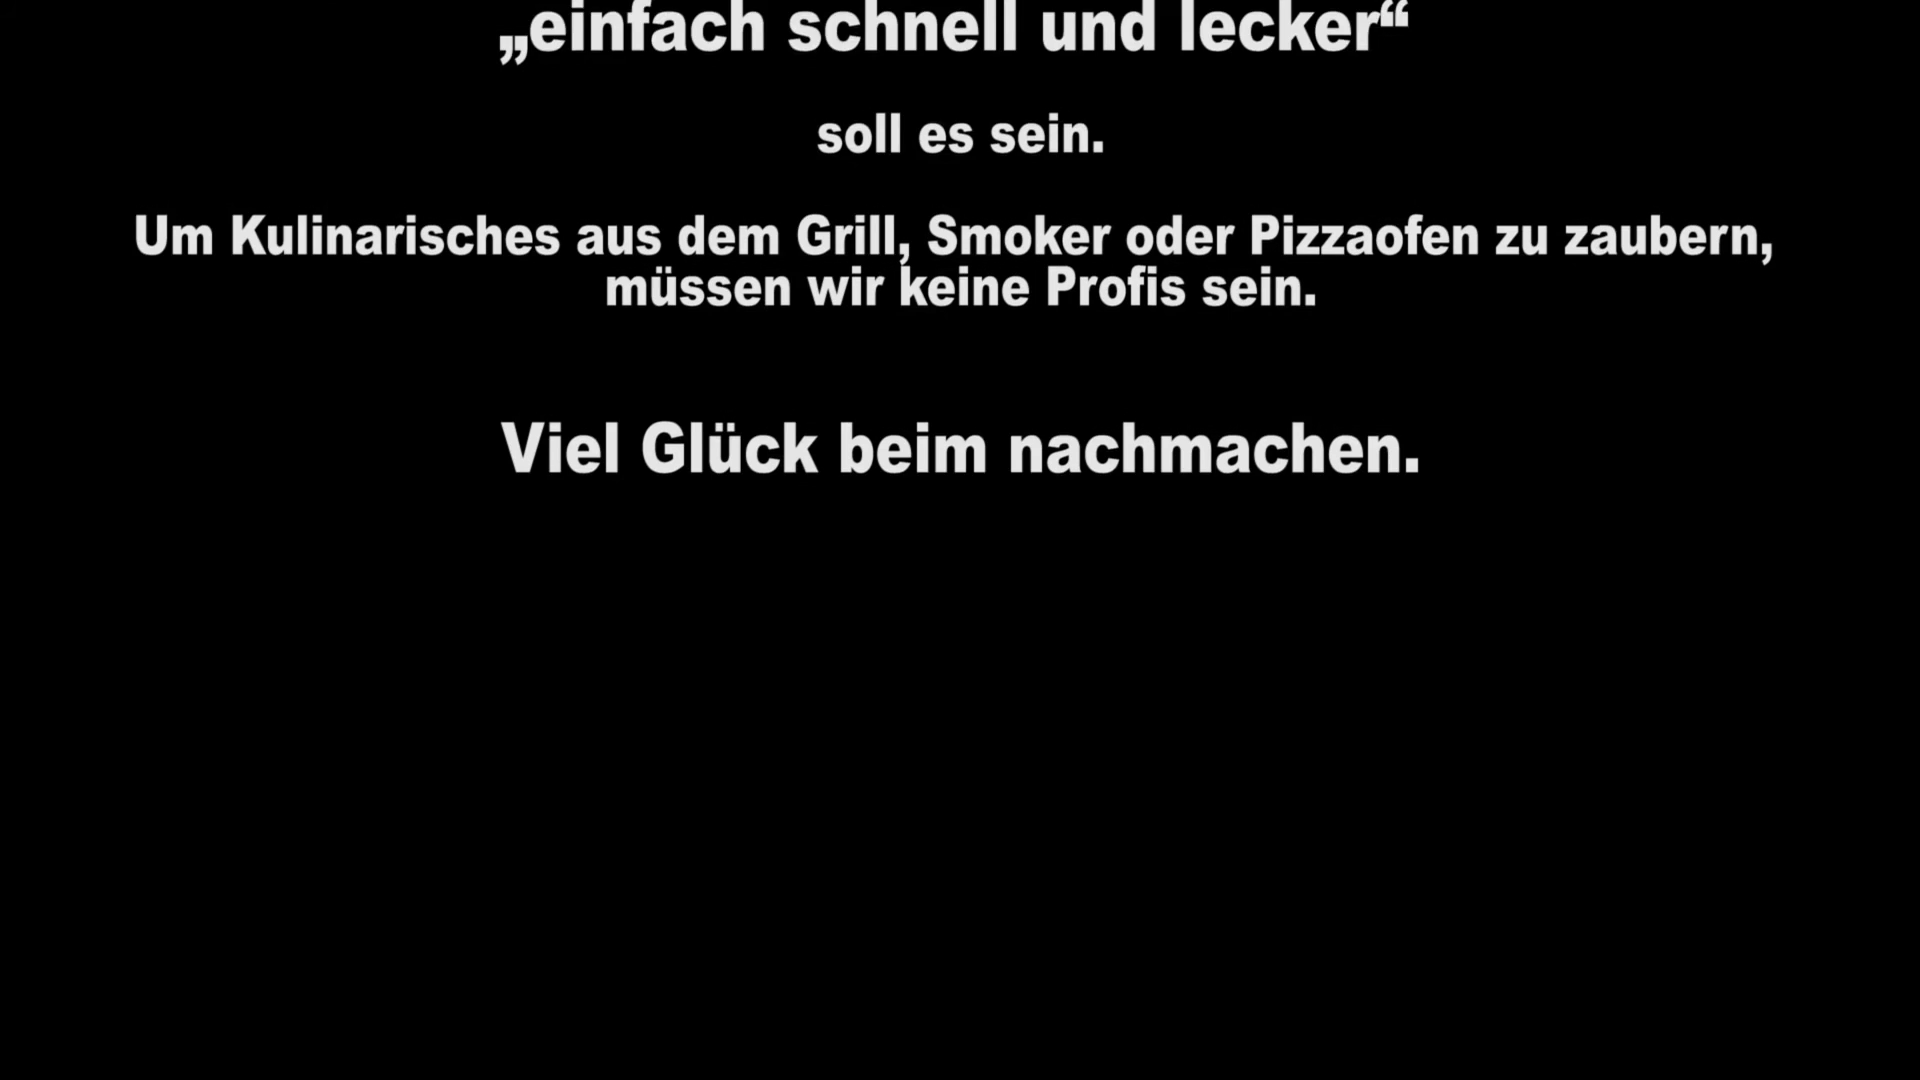 „einfach schnell und lecker“
soll es sein.
Um Kulinarisches aus dem Grill, Smoker oder Pizzaofen zu zaubern,
müssen wir keine Profis sein.
Viel Glück beim nachmachen.